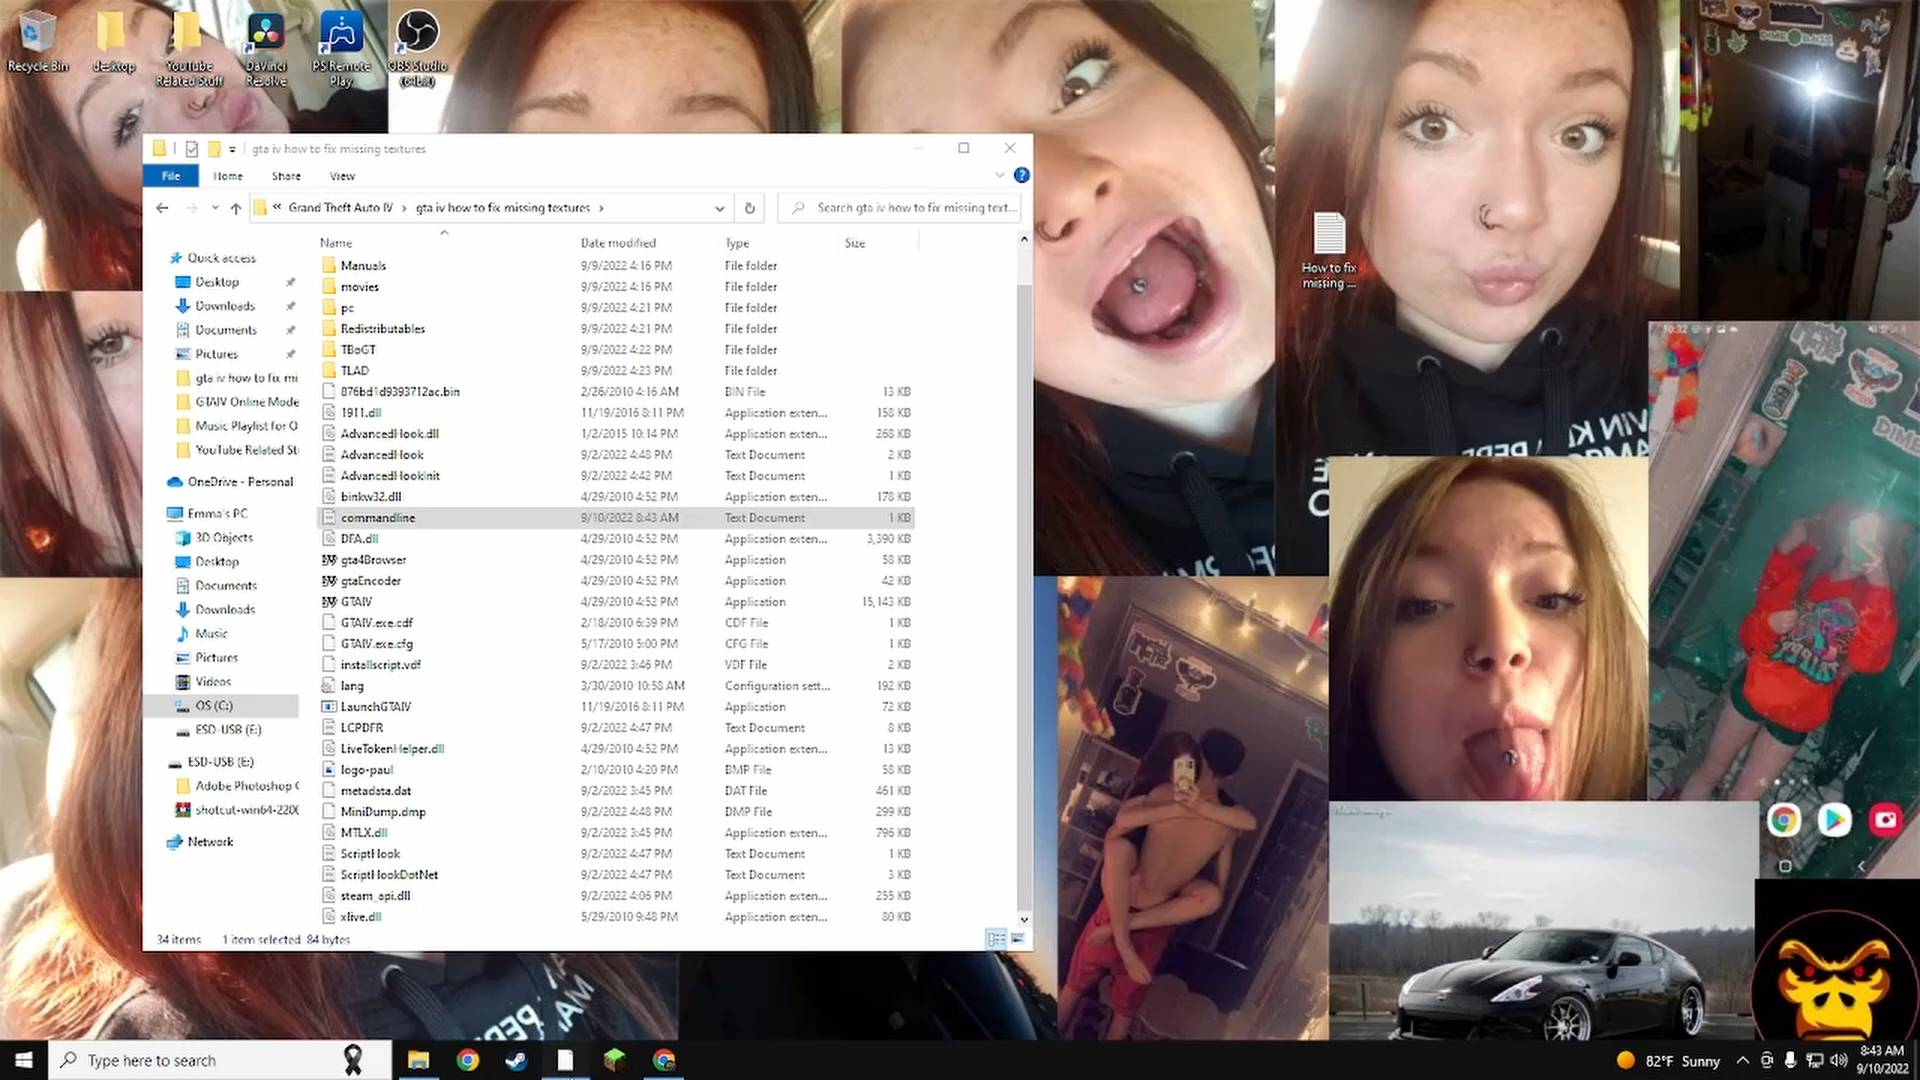 Recycle Bin
desktop
YouTube
Related Stuff
DaVinci
Resolve
PS Remote
Play
OBS Studio
(64bit)
gta iv how to fix missing textures
File Home Share View
« Grand Theft Auto IV › gta iv how to fix missing textures ›
Search gta iv how to fix missing text...
Name Date modified Type Size
Manuals 9/9/2022 4:16 PM File folder
movies 9/9/2022 4:16 PM File folder
pc 9/9/2022 4:21 PM File folder
Redistributables 9/9/2022 4:21 PM File folder
TBoGT 9/9/2022 4:22 PM File folder
TLAD 9/9/2022 4:23 PM File folder
876bd1d9393712ac.bin 2/26/2010 4:16 AM BIN File 13 KB
1911.dll 11/19/2016 8:11 PM Application exten... 158 KB
AdvancedHook.dll 1/2/2015 10:14 PM Application exten... 268 KB
AdvancedHook 9/2/2022 4:48 PM Text Document 2 KB
AdvancedHookInit 9/2/2022 4:42 PM Text Document 1 KB
binkw32.dll 4/29/2010 4:52 PM Application exten... 178 KB
commandline 9/10/2022 8:43 AM Text Document 1 KB
DFA.dll 4/29/2010 4:52 PM Application exten... 3,390 KB
gta4Browser 4/29/2010 4:52 PM Application 58 KB
gtaEncoder 4/29/2010 4:52 PM Application 42 KB
GTAIV 4/29/2010 4:52 PM Application 15,143 KB
GTAIV.exe.cdf 2/18/2010 6:39 PM CDF File 1 KB
GTAIV.exe.cfg 5/17/2010 5:00 PM CFG File 1 KB
installscript.vdf 9/2/2022 3:46 PM VDF File 2 KB
lang 3/30/2010 10:58 AM Configuration sett... 192 KB
LaunchGTAIV 11/19/2016 8:11 PM Application 72 KB
LCPDFR 9/2/2022 4:47 PM Text Document 8 KB
LiveTokenHelper.dll 4/29/2010 4:52 PM Application exten... 13 KB
logo-paul 2/10/2010 4:20 PM BMP File 58 KB
metadata.dat 9/2/2022 3:45 PM DAT File 461 KB
MiniDump.dmp 9/2/2022 4:48 PM DMP File 299 KB
MTLX.dll 9/2/2022 3:45 PM Application exten... 796 KB
ScriptHook 9/2/2022 4:47 PM Text Document 1 KB
ScriptHookDotNet 9/2/2022 4:47 PM Text Document 3 KB
steam_api.dll 9/2/2022 4:06 PM Application exten... 255 KB
xlive.dll 5/29/2010 9:48 PM Application exten... 80 KB
Quick access
Desktop
Downloads
Documents
Pictures
gta iv how to fix mi
GTAIV Online Mode
Music Playlist for O
YouTube Related St
OneDrive - Personal
Emma's PC
3D Objects
Desktop
Documents
Downloads
Music
Pictures
Videos
OS (C:)
ESD-USB (E:)
ESD-USB (E:)
Adobe Photoshop C
shotcut-win64-220
Network
34 items 1 item selected 84 bytes
How to fix
missing ...
10:32
Type here to search
82°F Sunny
8:43 AM
9/10/2022